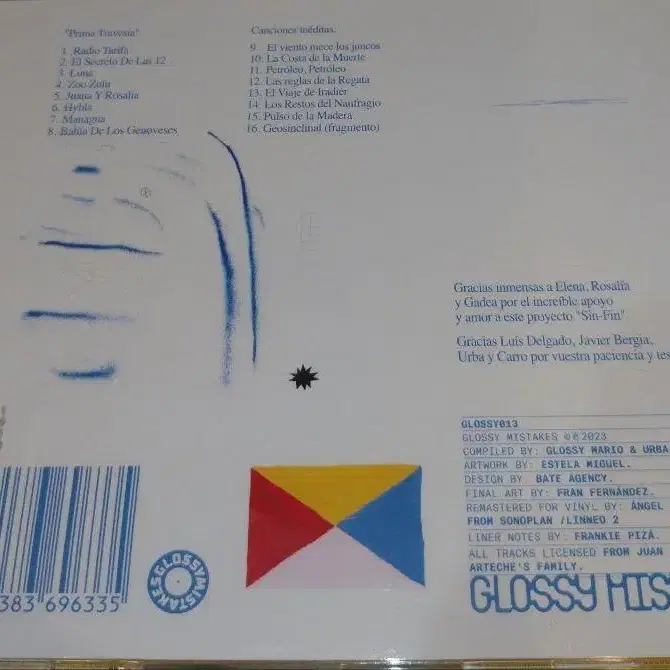 "Prima Travesía"
1. Radio Tarifa
2. El Secreto De Las 12
3. Luna
4. Zoo Zulu
5. Juana Y Rosalia
6. Hybla
7. Managua
8. Bahía De Los Genoveses
Canciones inéditas.
9. El viento mece los juncos
10. La Costa de la Muerte
11. Petróleo, Petróleo
12. Las reglas de la Regata
13. El Viaje de Iradier
14. Los Restos del Naufragio
15. Pulso de la Madera
16. Geosinclinal (fragmento)
®
Gracias inmensas a Elena, Rosalía
y Gadea por el increíble apoyo
y amor a este proyecto "Sin-Fin"
Gracias Luis Delgado, Javier Bergia,
Urba y Carro por vuestra paciencia y tes
GLOSSY013
GLOSSY MISTAKES ©℗2023
COMPILED BY: GLOSSY MARIO & URBA
ARTWORK BY: ESTELA MIGUEL.
DESIGN BY BATE AGENCY.
FINAL ART BY: FRAN FERNÁNDEZ.
REMASTERED FOR VINYL BY: ÁNGEL
FROM SONOPLAN /LINNEO 2
LINER NOTES BY: FRANKIE PIZÁ.
ALL TRACKS LICENSED FROM JUAN
ARTECHE'S FAMILY.
GLOSSY MIS
383 696335
GLOSSY MISTAKES